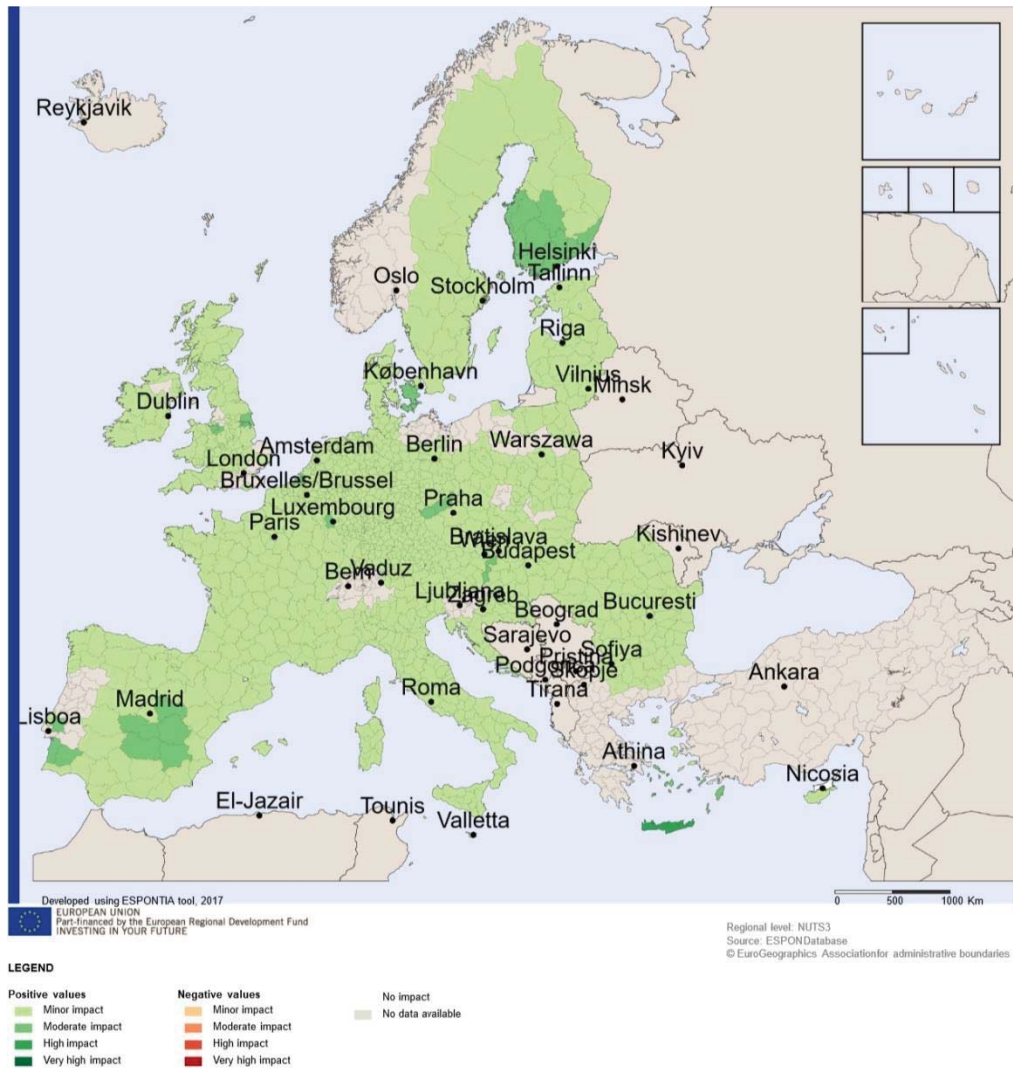 Reykjavik
Oslo
Helsinki
Tallinn
Stockholm
Riga
København
Vilnius
Minsk
Dublin
Amsterdam
Berlin
Warszawa
London
Kyiv
Bruxelles/Brussel
Luxembourg
Praha
Paris
Bratislava
Wien
Budapest
Kishinev
Bern
Vaduz
Ljubljana
Zagreb
Beograd
Bucuresti
Sarajevo
Pristina
Sofiya
Podgorica
Skopje
Tirana
Madrid
Roma
Ankara
Lisboa
Athina
Nicosia
El-Jazair
Tounis
Valletta
Developed using ESPONTIA tool, 2017
0 500 1000 Km
EUROPEAN UNION
Part-financed by the European Regional Development Fund
INVESTING IN YOUR FUTURE
Regional level: NUTS3
Source: ESPONDatabase
© EuroGeographics Associationfor administrative boundaries
LEGEND
Positive values
Minor impact
Moderate impact
High impact
Very high impact
Negative values
Minor impact
Moderate impact
High impact
Very high impact
No impact
No data available